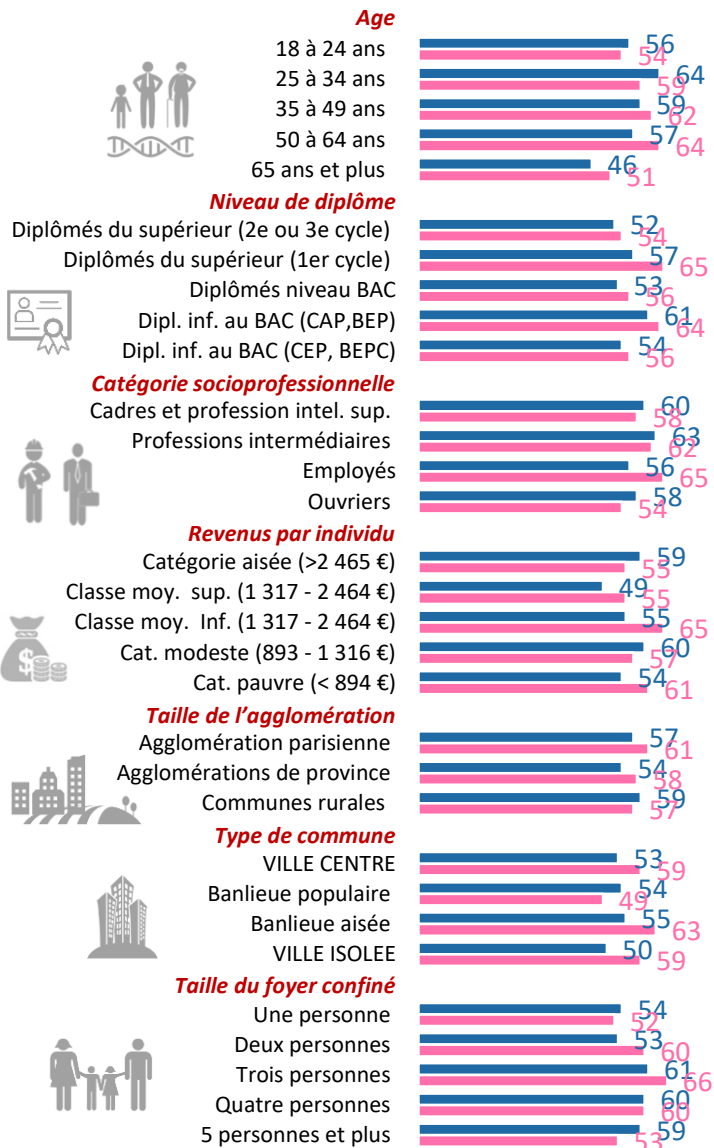 Age
18 à 24 ans 56 54
25 à 34 ans 64 59
35 à 49 ans 59 62
50 à 64 ans 57 64
65 ans et plus 46 51
Niveau de diplôme
Diplômés du supérieur (2e ou 3e cycle) 52 54
Diplômés du supérieur (1er cycle) 57 65
Diplômés niveau BAC 53 56
Dipl. inf. au BAC (CAP,BEP) 61 64
Dipl. inf. au BAC (CEP, BEPC) 54 56
Catégorie socioprofessionnelle
Cadres et profession intel. sup. 60 58
Professions intermédiaires 63 62
Employés 56 65
Ouvriers 58 54
Revenus par individu
Catégorie aisée (>2 465 €) 59 55
Classe moy. sup. (1 317 - 2 464 €) 49 55
Classe moy. Inf. (1 317 - 2 464 €) 55 65
Cat. modeste (893 - 1 316 €) 60 57
Cat. pauvre (< 894 €) 54 61
Taille de l’agglomération
Agglomération parisienne 57 61
Agglomérations de province 54 58
Communes rurales 59 57
Type de commune
VILLE CENTRE 53 59
Banlieue populaire 54 49
Banlieue aisée 55 63
VILLE ISOLEE 50 59
Taille du foyer confiné
Une personne 54 52
Deux personnes 53 60
Trois personnes 61 66
Quatre personnes 60 60
5 personnes et plus 59 53